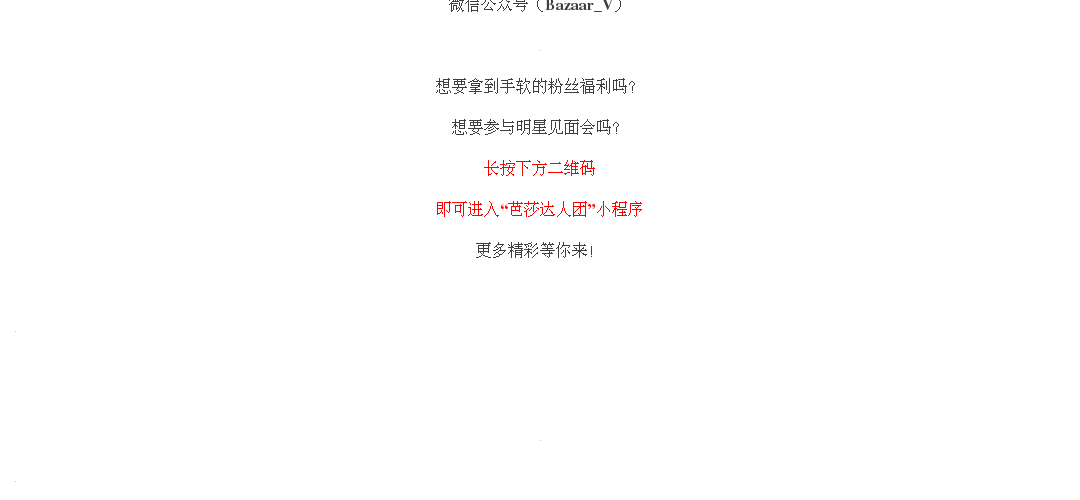 微信公众号（Bazaar_V）
想要拿到手软的粉丝福利吗?
想要参与明星见面会吗?
长按下方二维码
即可进入“芭莎达人团”小程序
更多精彩等你来!